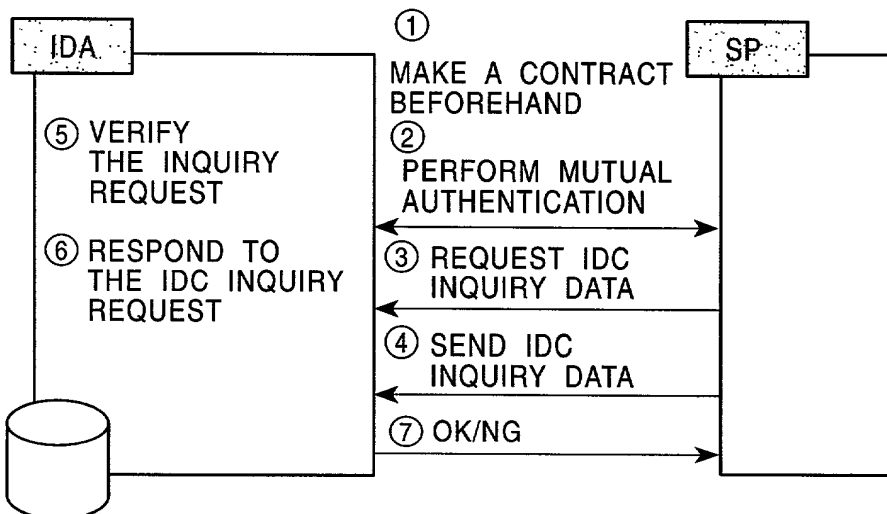 IDA
SP
①
MAKE A CONTRACT
BEFOREHAND
②
PERFORM MUTUAL
AUTHENTICATION
③ REQUEST IDC
INQUIRY DATA
④ SEND IDC
INQUIRY DATA
⑤ VERIFY
THE INQUIRY
REQUEST
⑥ RESPOND TO
THE IDC INQUIRY
REQUEST
⑦ OK/NG